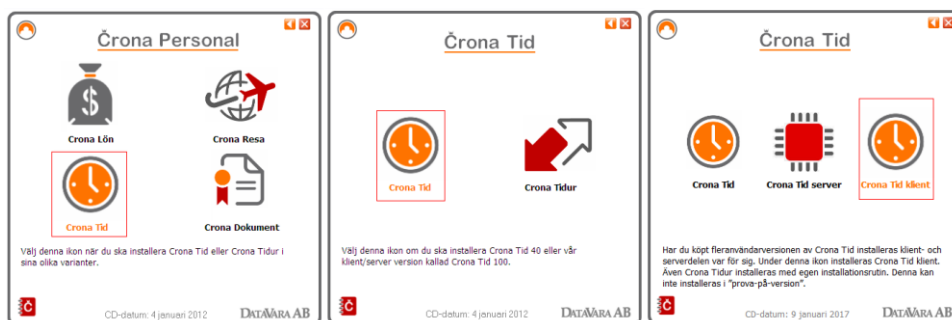 Črona Personal
Crona Lön
Crona Resa
Crona Tid
Crona Dokument
Välj denna ikon när du ska installera Crona Tid eller Crona Tidur i
sina olika varianter.
Č
CD-datum: 4 januari 2012
DATAVARA AB
Črona Tid
Crona Tid
Crona Tidur
Välj denna ikon om du ska installera Crona Tid 40 eller vår
klient/server version kallad Crona Tid 100.
Č
CD-datum: 4 januari 2012
DATAVARA AB
Črona Tid
Crona Tid
Crona Tid server
Crona Tid klient
Har du köpt fleranvändarversionen av Crona Tid installeras klient- och
serverdelen var för sig. Under denna ikon installeras Crona Tid klient.
Även Crona Tidur installeras med egen installationsrutin. Denna kan
inte installeras i "prova-på-version".
Č
CD-datum: 9 januari 2017
DATAVARA AB